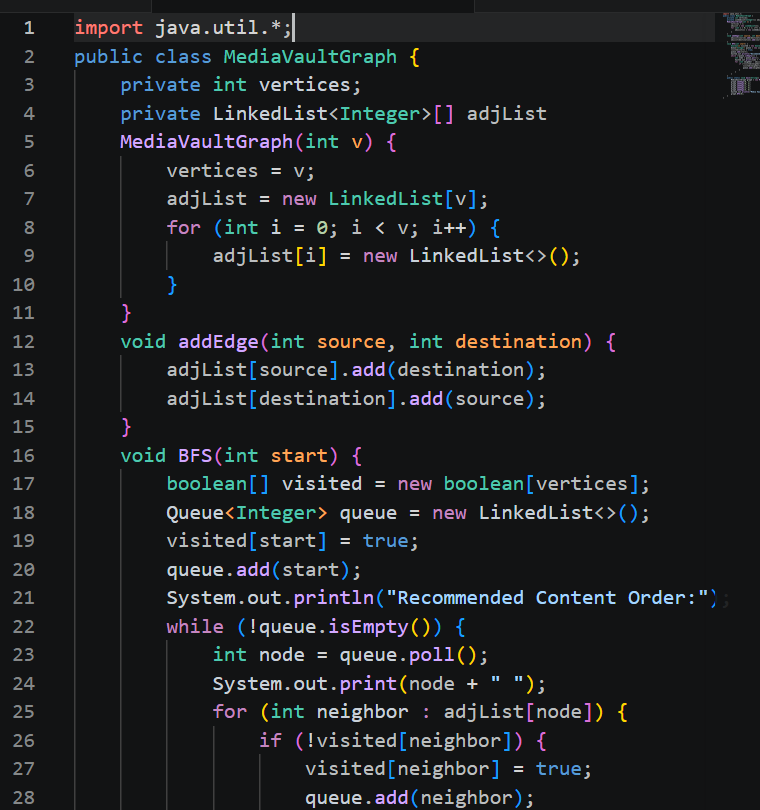 1 import java.util.*;
2 public class MediaVaultGraph {
3 private int vertices;
4 private LinkedList<Integer>[] adjList
5 MediaVaultGraph(int v) {
6 vertices = v;
7 adjList = new LinkedList[v];
8 for (int i = 0; i < v; i++) {
9 adjList[i] = new LinkedList<>();
10 }
11 }
12 void addEdge(int source, int destination) {
13 adjList[source].add(destination);
14 adjList[destination].add(source);
15 }
16 void BFS(int start) {
17 boolean[] visited = new boolean[vertices];
18 Queue<Integer> queue = new LinkedList<>();
19 visited[start] = true;
20 queue.add(start);
21 System.out.println("Recommended Content Order:");
22 while (!queue.isEmpty()) {
23 int node = queue.poll();
24 System.out.print(node + " ");
25 for (int neighbor : adjList[node]) {
26 if (!visited[neighbor]) {
27 visited[neighbor] = true;
28 queue.add(neighbor);